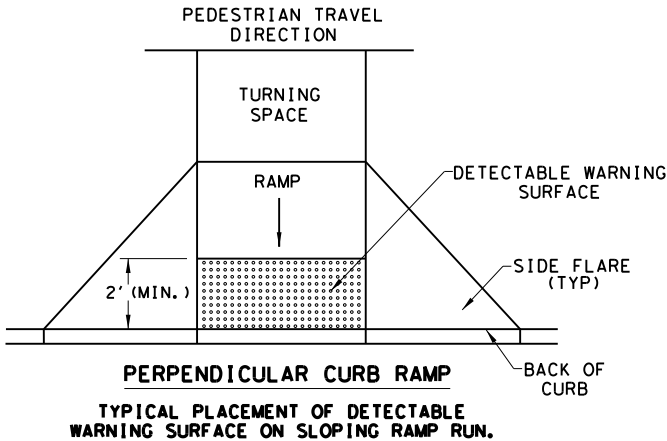 PEDESTRIAN TRAVEL
DIRECTION
TURNING
SPACE
RAMP
DETECTABLE WARNING
SURFACE
SIDE FLARE
(TYP)
2' (MIN.)
BACK OF
CURB
PERPENDICULAR CURB RAMP
TYPICAL PLACEMENT OF DETECTABLE
WARNING SURFACE ON SLOPING RAMP RUN.